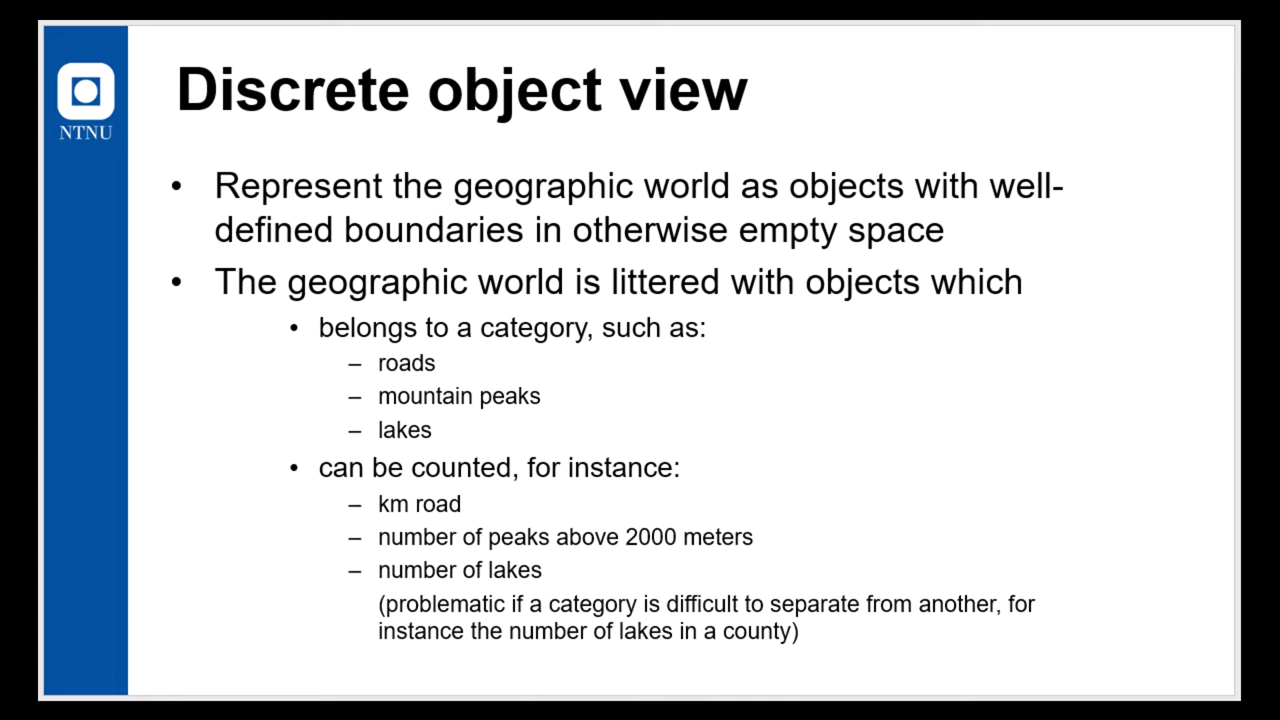 Discrete object view
NTNU
• Represent the geographic world as objects with well-
defined boundaries in otherwise empty space
• The geographic world is littered with objects which
• belongs to a category, such as:
– roads
– mountain peaks
– lakes
• can be counted, for instance:
– km road
– number of peaks above 2000 meters
– number of lakes
(problematic if a category is difficult to separate from another, for
instance the number of lakes in a county)